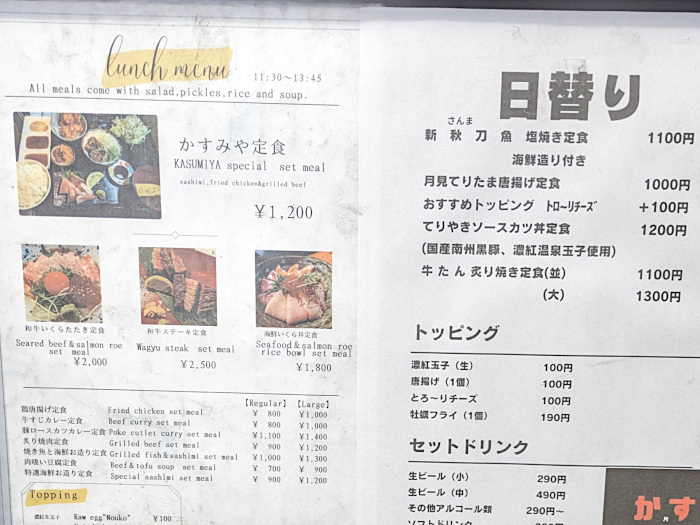 lunch menu
11:30～13:45
All meals come with salad,pickles,rice and soup.
かすみや定食
KASUMIYA special set meal
sashimi,fried chicken&grilled beef
¥1,200
和牛いくらたたき定食
Seared beef&salmon roe
set meal
¥2,000
和牛ステーキ定食
Wagyu steak set meal
¥2,500
海鮮いくら丼定食
Seafood&salmon roe
rice bowl set meal
¥1,800
【Regular】 【Large】
鶏唐揚げ定食 Fried chicken set meal ¥ 800 ¥1,000
牛すじカレー定食 Beef curry set meal ¥ 800 ¥1,000
豚ロースカツカレー定食 Poke cutlet curry set meal ¥1,100 ¥1,400
炙り焼肉定食 Grilled beef set meal ¥ 900 ¥1,200
焼き魚と海鮮お造り定食 Grilled fish＆sashimi set meal ¥1,000 ¥1,300
肉吸い豆腐定食 Beef＆tofu soup set meal ¥ 700 ¥ 900
特選海鮮お造り定食 Special sashimi set meal ¥ 900 ¥1,200
Topping
濃紅玉子 Raw egg"Nouko" ¥100
日替り
さんま
新 秋 刀 魚 塩焼き定食 1100円
海鮮造り付き
月見てりたま唐揚げ定食 1000円
おすすめトッピング ﾄﾛ～ﾘﾁｰｽﾞ ＋100円
てりやきソースカツ丼定食 1200円
(国産南州黒豚、濃紅温泉玉子使用)
牛たん炙り焼き定食(並) 1100円
(大) 1300円
トッピング
濃紅玉子（生） 100円
唐揚げ（1個） 100円
とろ～りチーズ 100円
牡蠣フライ（1個） 190円
セットドリンク
生ビール（小） 290円
生ビール（中） 490円
その他アルコール類 290円～
ソフトドリンク
かす